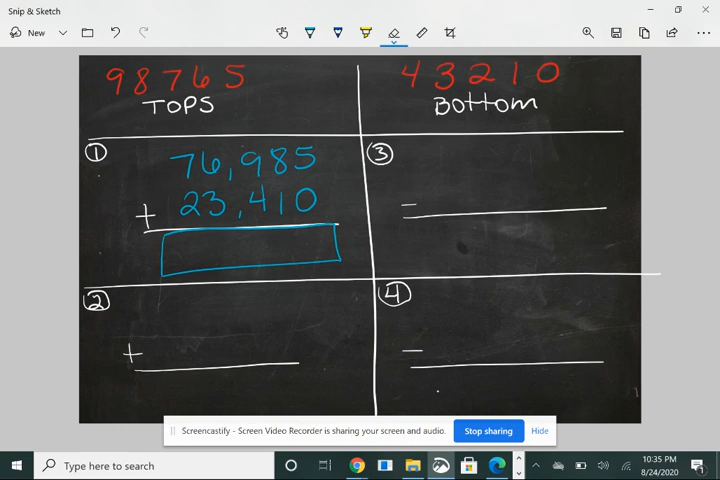 Snip & Sketch
New
98765
43210
TOPS
Bottom
1
76,985
+ 23,410
3
-
2
+
4
-
Screencastify - Screen Video Recorder is sharing your screen and audio.
Stop sharing
Hide
Type here to search
10:35 PM
8/24/2020
1